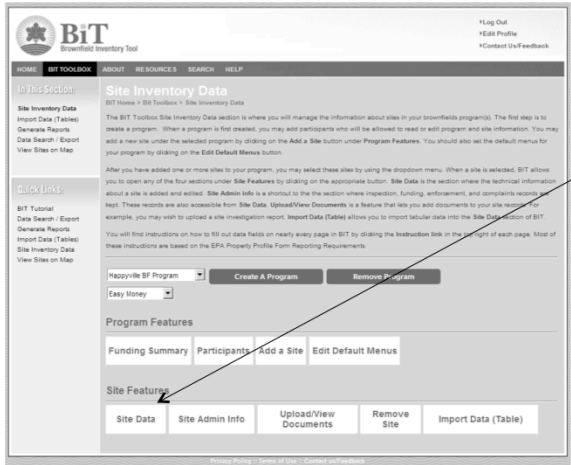 BiT
Brownfield Inventory Tool
Log Out
Edit Profile
Contact Us/Feedback
HOME BIT TOOLBOX ABOUT RESOURCES SEARCH HELP
In This Section:
Site Inventory Data
Import Data (Tables)
Generate Reports
Data Search / Export
View Sites on Map
Quick Links:
BIT Tutorial
Data Search / Export
Generate Reports
Import Data (Tables)
Site Inventory Data
View Sites on Map
Site Inventory Data
BIT Home > Bit Toolbox > Site Inventory Data
The BIT Toolbox Site Inventory Data section is where you will manage the information about sites in your brownfields program(s). The first step is to
create a program. When a program is first created, you may add participants who will be allowed to read or edit program and site information. You may
add a new site under the selected program by clicking on the Add a Site button under Program Features. You should also set the default menus for
your program by clicking on the Edit Default Menus button.
After you have added one or more sites to your program, you may select these sites by using the dropdown menu. When a site is selected, BIT allows
you to open any of the four sections under Site Features by clicking on the appropriate button. Site Data is the section where the technical information
about a site is added and edited. Site Admin Info is a shortcut to the the section where inspection, funding, enforcement, and complaints records are
kept. These records are also accessible from Site Data. Upload/View Documents is a feature that lets you add documents to your site records. For
example, you may wish to upload a site investigation report. Import Data (Table) allows you to import tabular data into the Site Data section of BIT.
You will find instructions on how to fill out data fields on nearly every page in BIT by clicking the Instruction link in the top right of each page. Most of
these instructions are based on the EPA Property Profile Form Reporting Requirements.
Happyville BF Program Create A Program Remove Program
Easy Money
Program Features
Funding Summary Participants Add a Site Edit Default Menus
Site Features
Site Data Site Admin Info Upload/View Documents Remove Site Import Data (Table)
Privacy Policy :: Terms of Use :: Contact us/Feedback